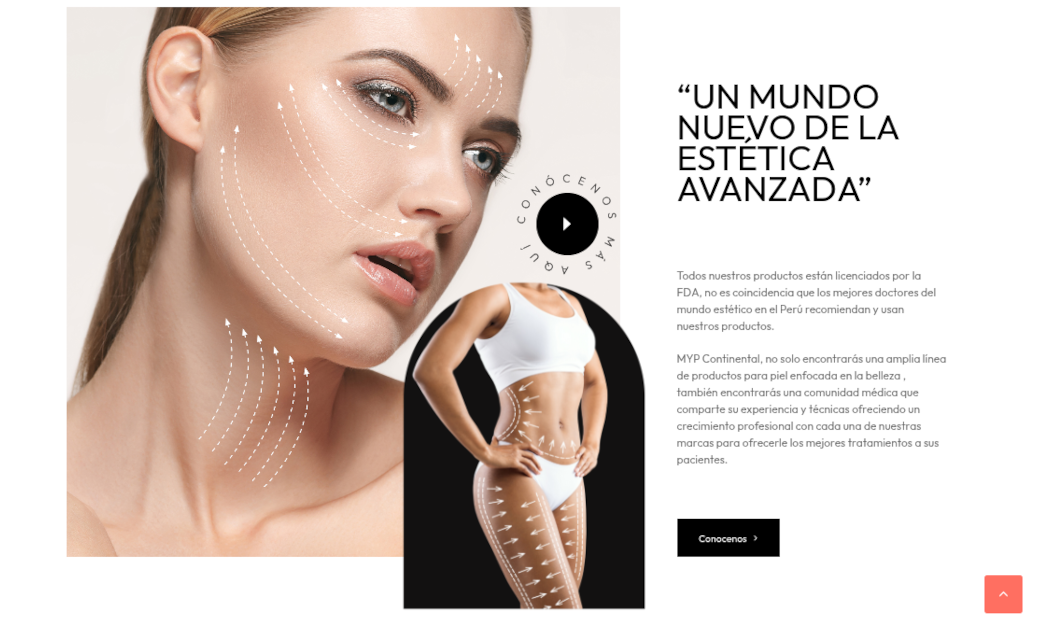 “UN MUNDO
NUEVO DE LA
ESTÉTICA
AVANZADA”
CONÓCENOS MÁS AQUÍ
Todos nuestros productos están licenciados por la
FDA, no es coincidencia que los mejores doctores del
mundo estético en el Perú recomiendan y usan
nuestros productos.
MYP Continental, no solo encontrarás una amplia línea
de productos para piel enfocada en la belleza ,
también encontrarás una comunidad médica que
comparte su experiencia y técnicas ofreciendo un
crecimiento profesional con cada una de nuestras
marcas para ofrecerle los mejores tratamientos a sus
pacientes.
Conocenos